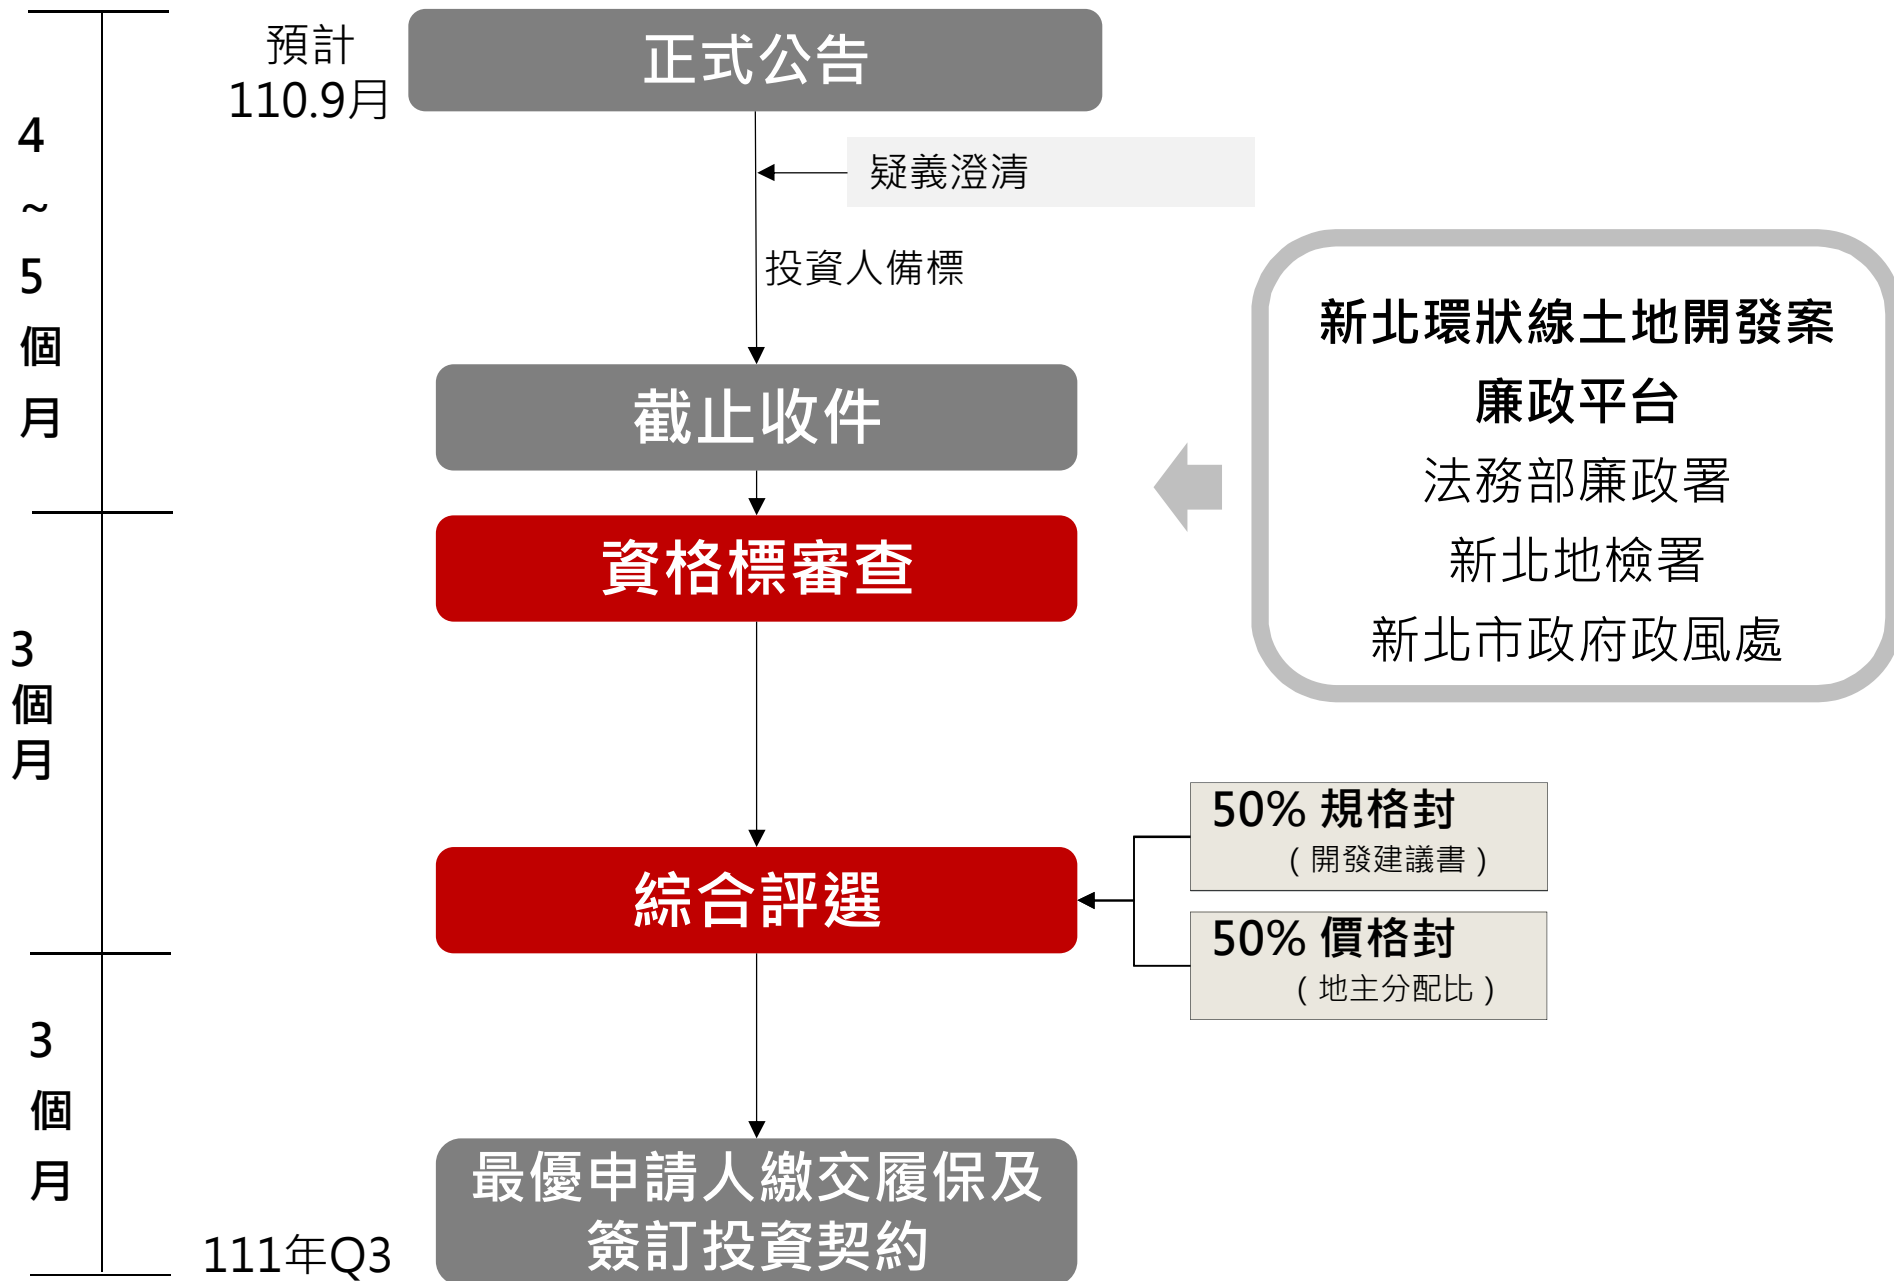 預計
110.9月
正式公告
4
~
5
個
月
疑義澄清
投資人備標
截止收件
資格標審查
新北環狀線土地開發案
廉政平台
法務部廉政署
新北地檢署
新北市政府政風處
3
個
月
綜合評選
50% 規格封
（開發建議書）
50% 價格封
（地主分配比）
3
個
月
最優申請人繳交履保及
簽訂投資契約
111年Q3